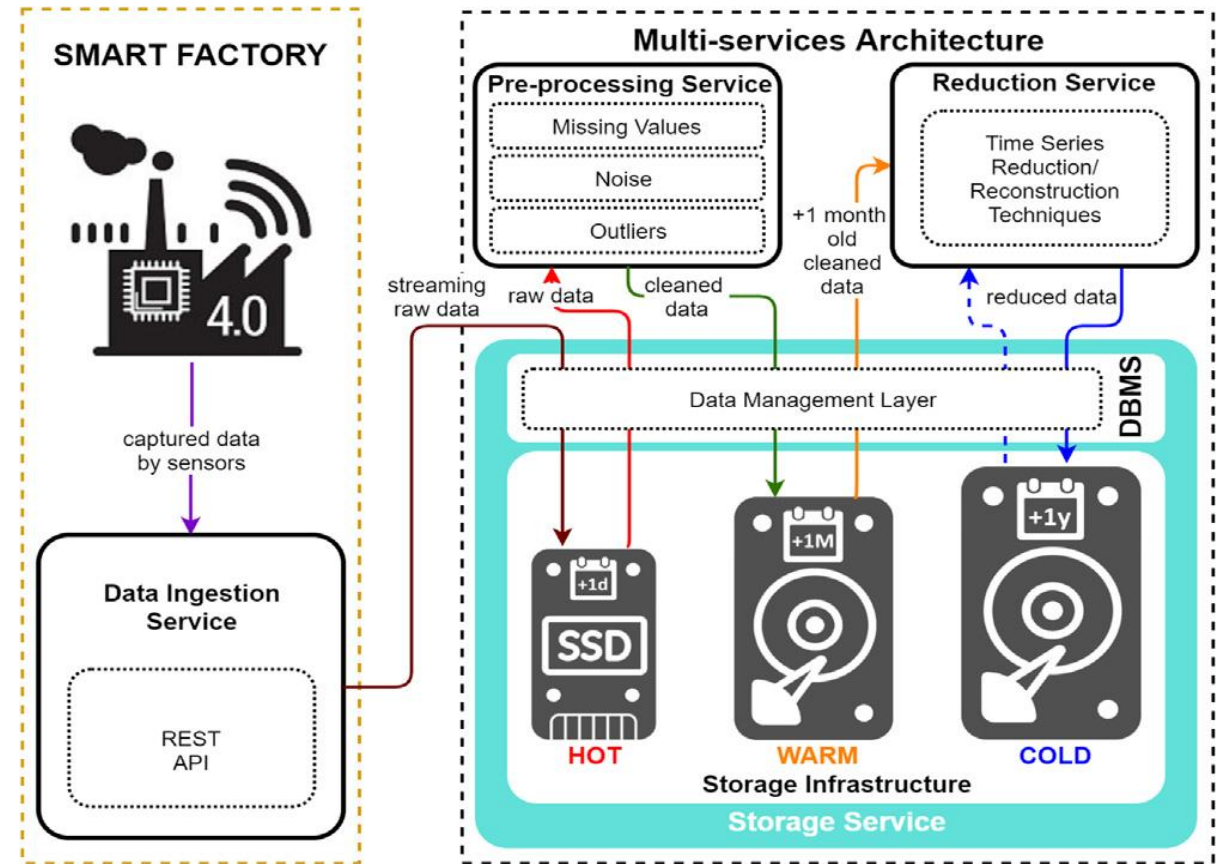 SMART FACTORY
4.0
captured data
by sensors
Data Ingestion
Service
REST
API
Multi-services Architecture
Pre-processing Service
Missing Values
Noise
Outliers
Reduction Service
Time Series
Reduction/
Reconstruction
Techniques
streaming
raw data
raw data
cleaned
data
+1 month
old
cleaned
data
reduced data
Data Management Layer
DBMS
+1d
SSD
HOT
+1M
WARM
+1y
COLD
Storage Infrastructure
Storage Service